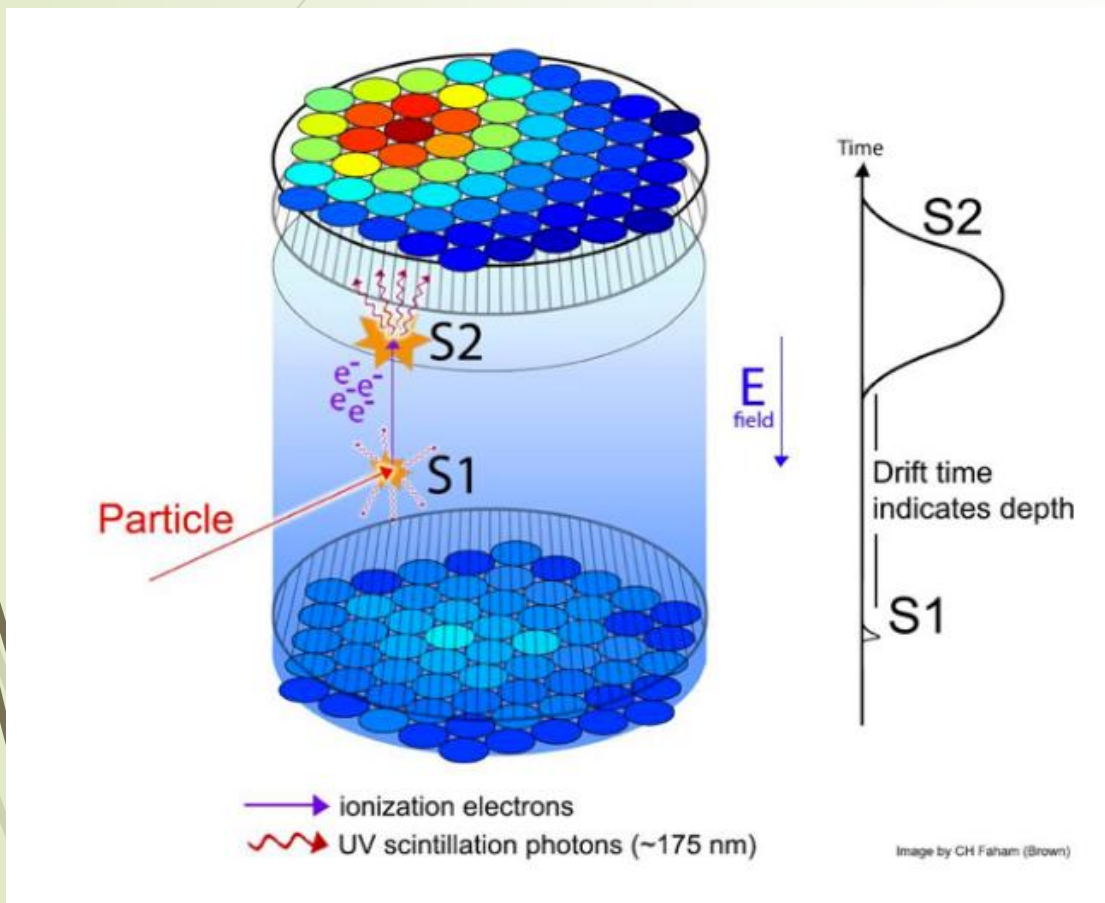 Time
S2
S2
e-
e-
e-
e-
E
field
S1
Drift time
indicates depth
Particle
S1
ionization electrons
UV scintillation photons (~175 nm)
Image by CH Faham (Brown)